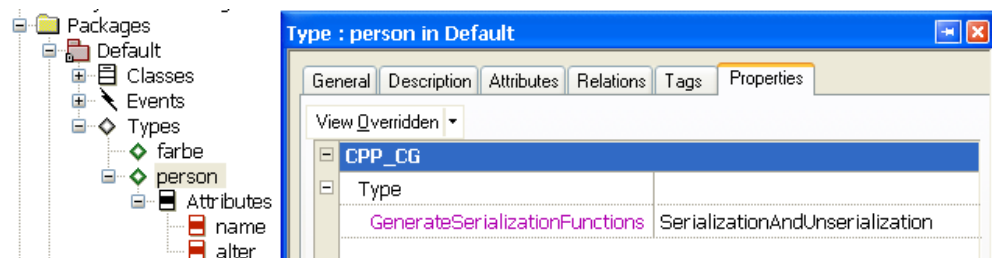 Packages
Default
Classes
Events
Types
farbe
person
Attributes
name
alter
Type : person in Default
General Description Attributes Relations Tags Properties
View Overridden
CPP_CG
Type
GenerateSerializationFunctions SerializationAndUnserialization